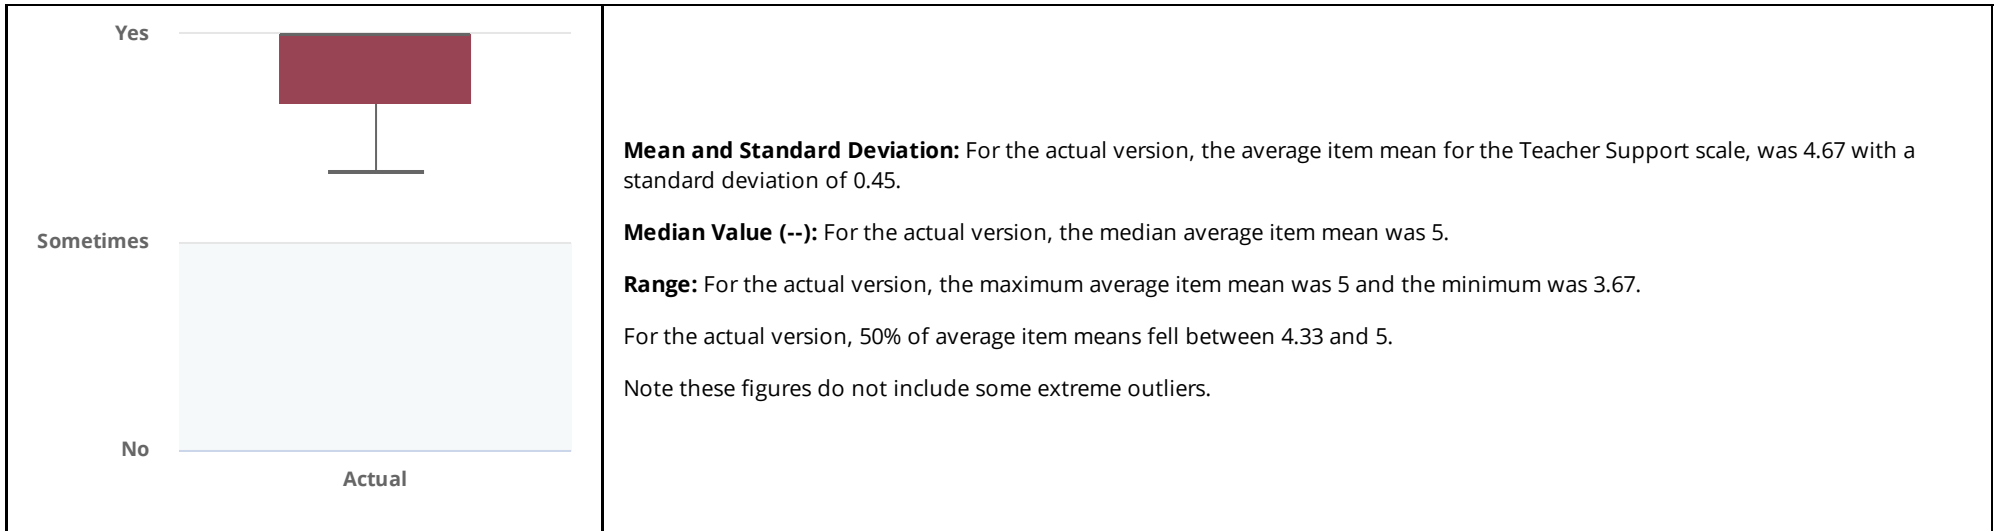 Yes
Sometimes
No
Actual
Mean and Standard Deviation: For the actual version, the average item mean for the Teacher Support scale, was 4.67 with a
standard deviation of 0.45.
Median Value (--): For the actual version, the median average item mean was 5.
Range: For the actual version, the maximum average item mean was 5 and the minimum was 3.67.
For the actual version, 50% of average item means fell between 4.33 and 5.
Note these figures do not include some extreme outliers.